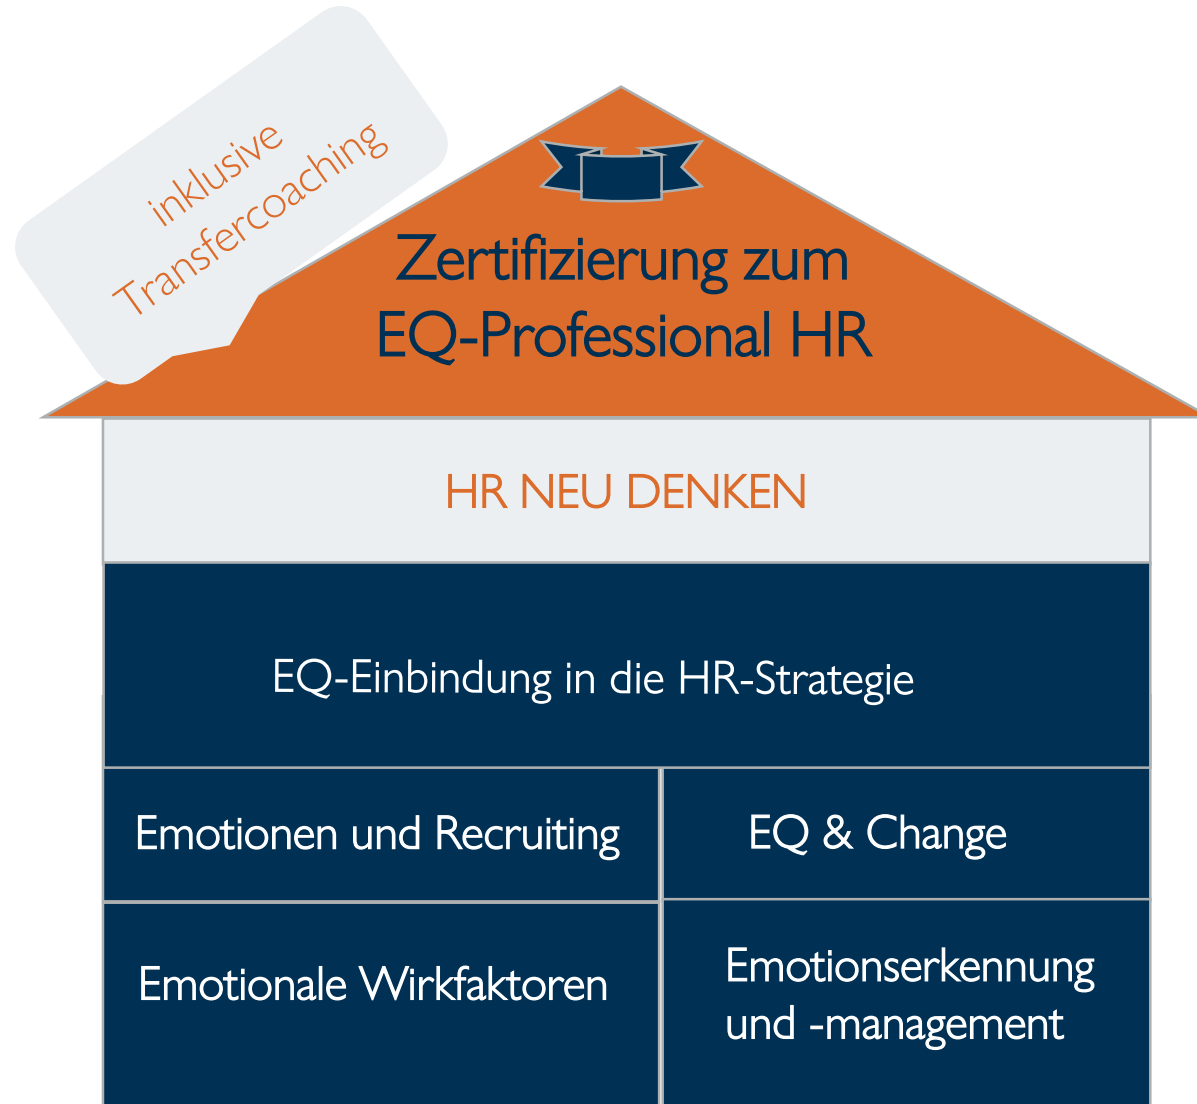 inklusive
Transfercoaching
Zertifizierung zum
EQ-Professional HR
HR NEU DENKEN
EQ-Einbindung in die HR-Strategie
Emotionen und Recruiting
EQ & Change
Emotionale Wirkfaktoren
Emotionserkennung
und -management